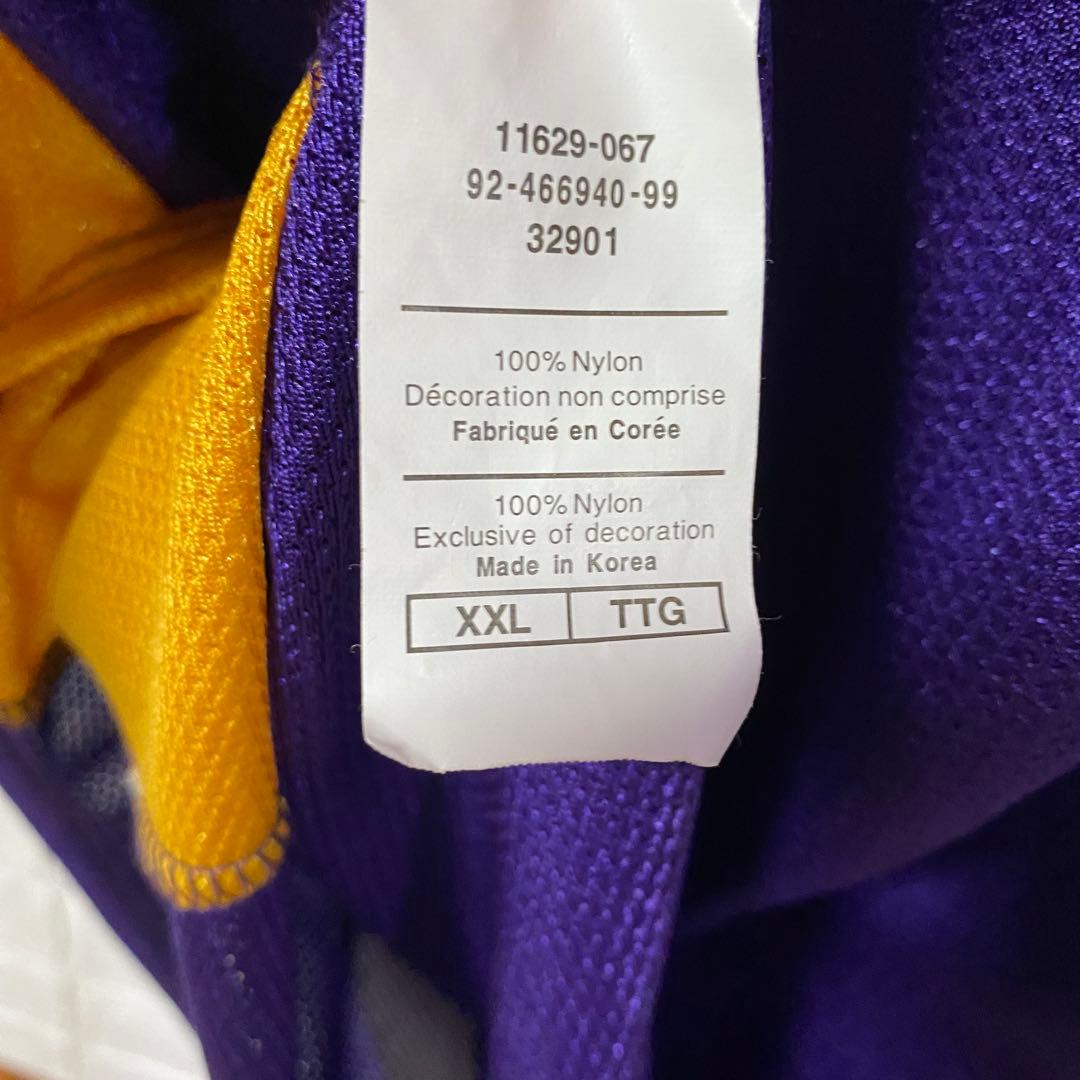 11629-067
92-466940-99
32901
100% Nylon
Décoration non comprise
Fabriqué en Corée
100% Nylon
Exclusive of decoration
Made in Korea
XXL TTG